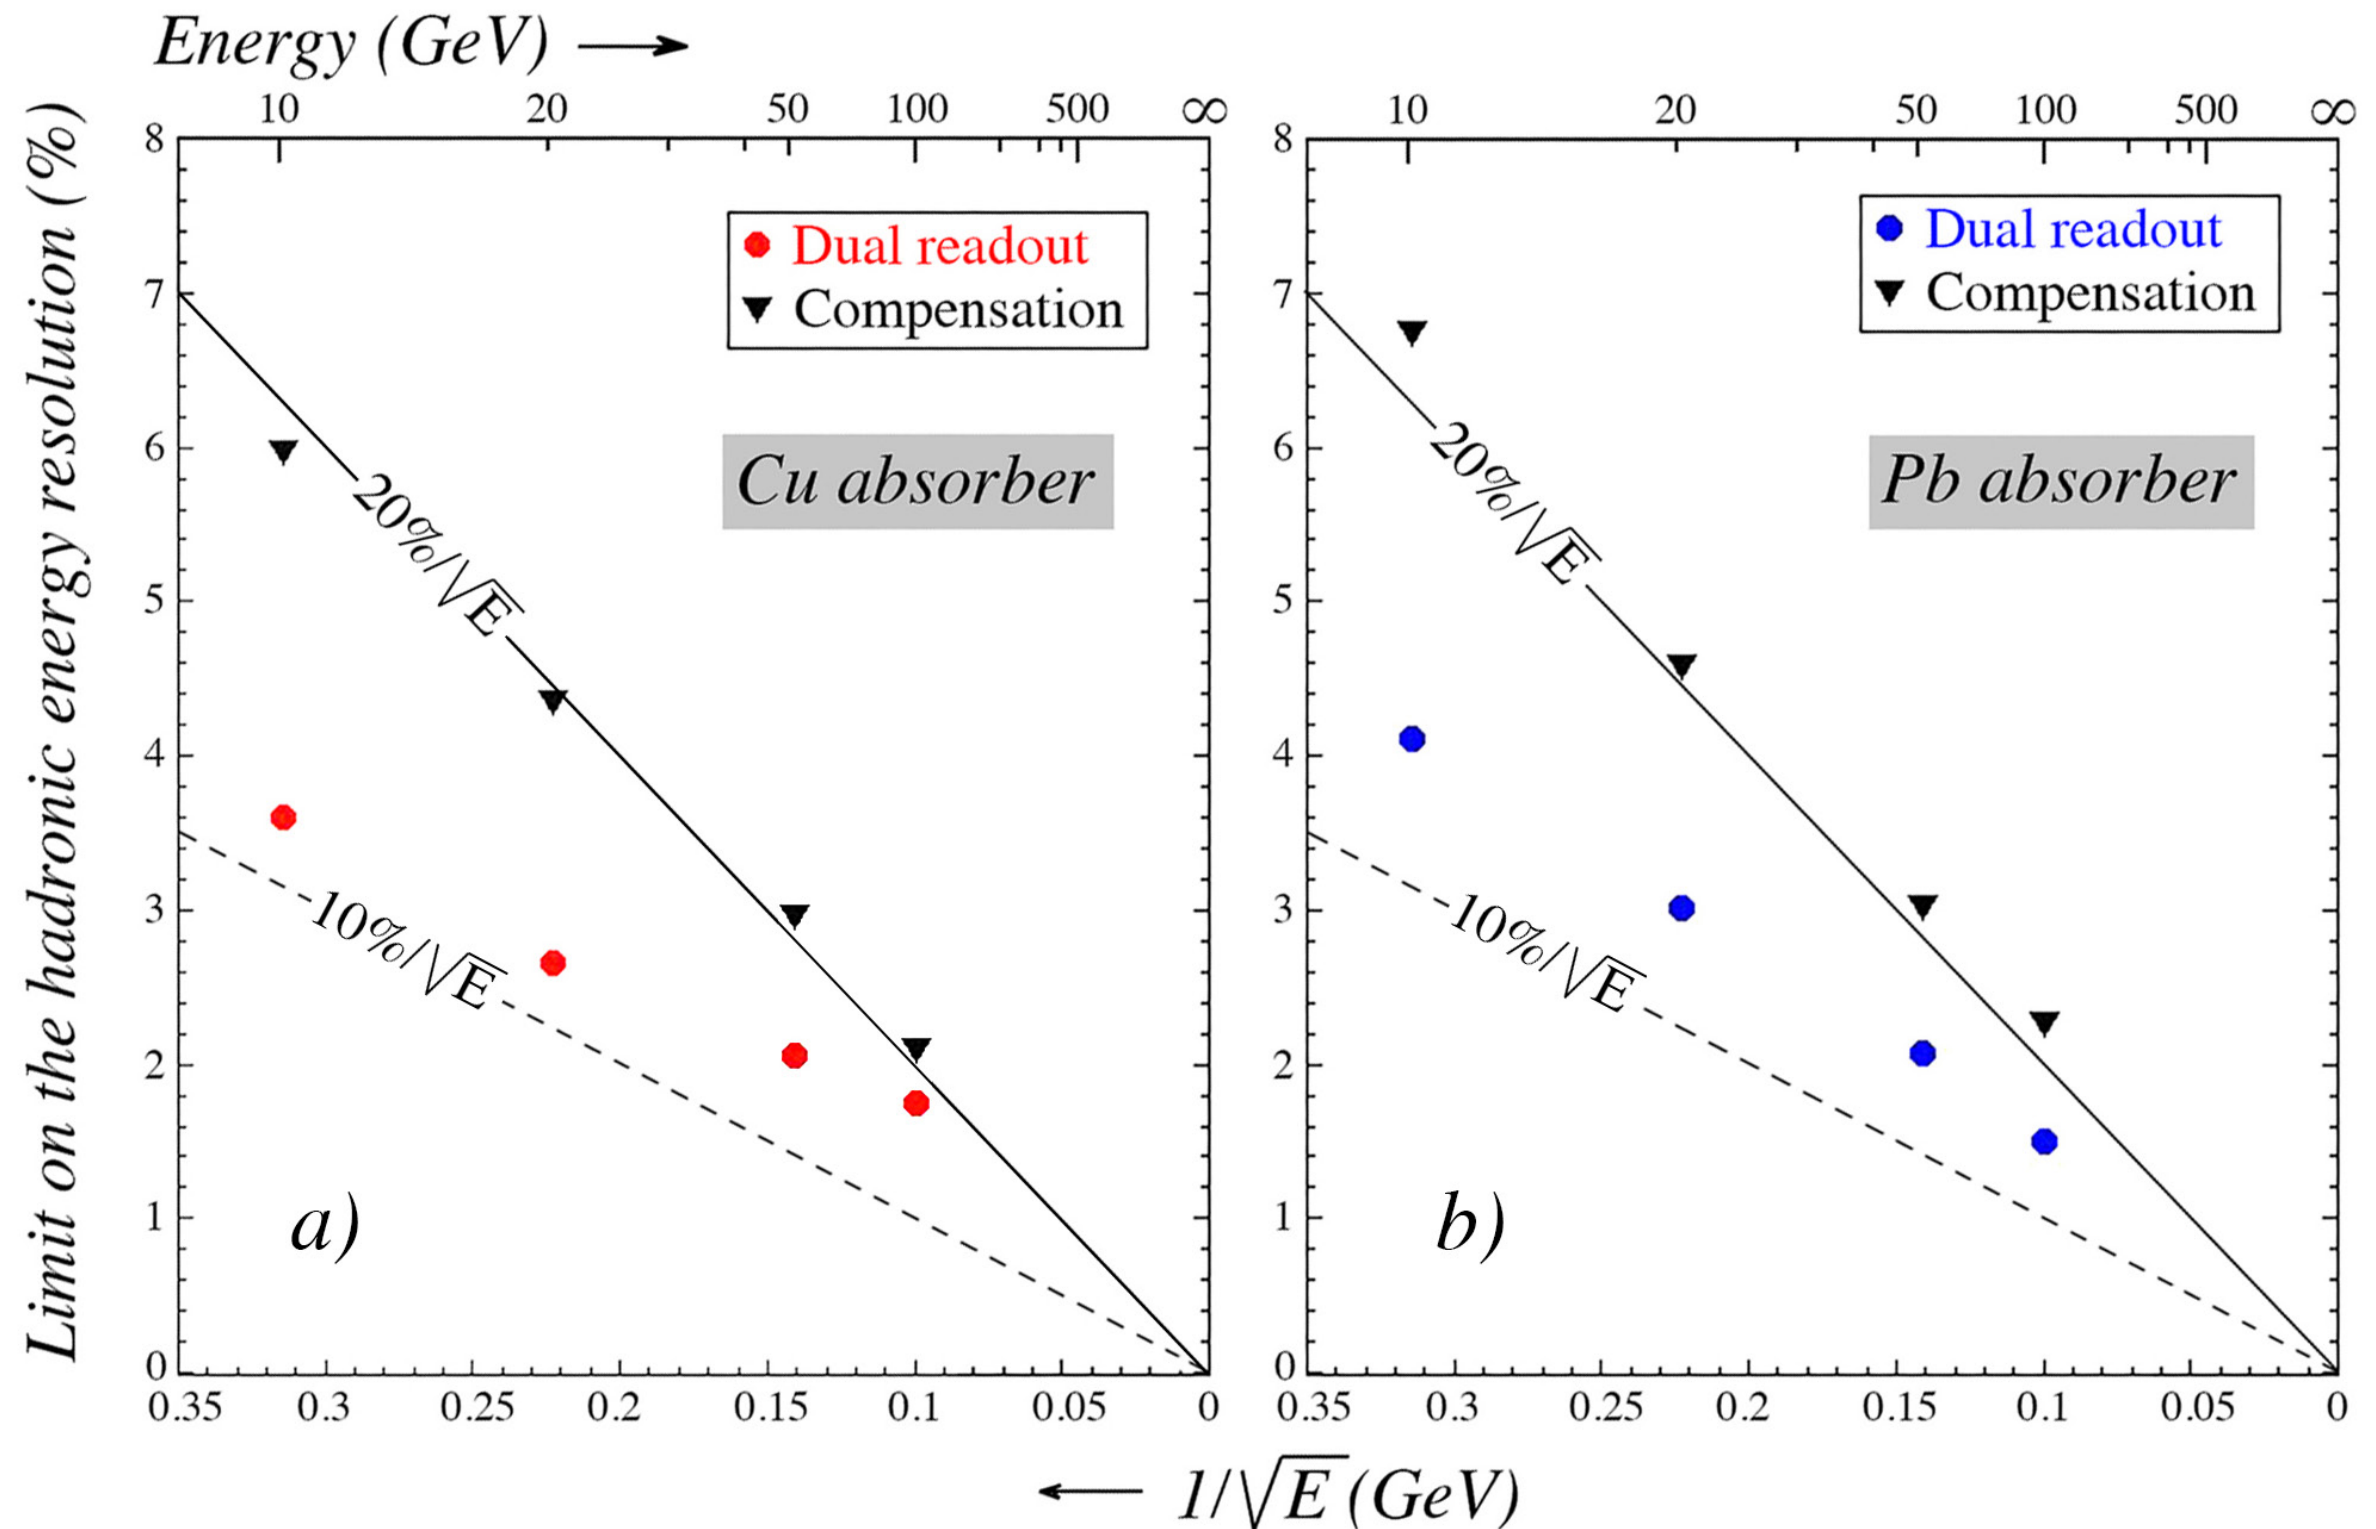 Energy (GeV) →
10 20 50 100 500 ∞
10 20 50 100 500 ∞
Limit on the hadronic energy resolution (%)
8
7
6
5
4
3
2
1
0
Dual readout
Compensation
Cu absorber
20%/√E
10%/√E
a)
0.35 0.3 0.25 0.2 0.15 0.1 0.05 0
8
7
6
5
4
3
2
1
0
Dual readout
Compensation
Pb absorber
20%/√E
10%/√E
b)
0.35 0.3 0.25 0.2 0.15 0.1 0.05 0
← 1/√E (GeV)